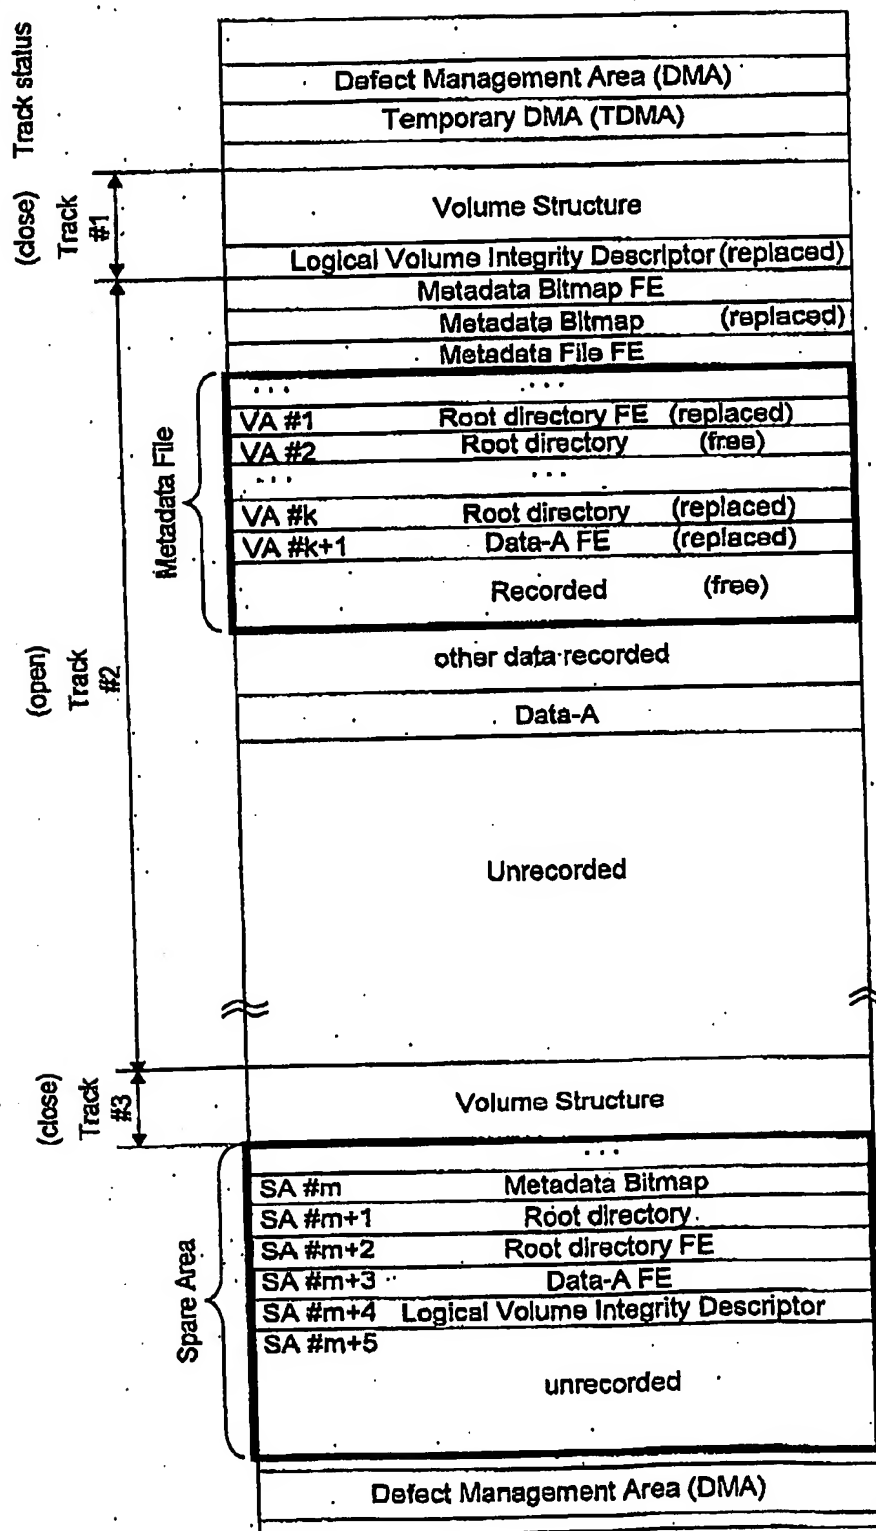 Track status
Defect Management Area (DMA)
Temporary DMA (TDMA)
(close)
Track
#1
Volume Structure
Logical Volume Integrity Descriptor (replaced)
(open)
Track
#2
Metadata Bitmap FE
Metadata Bitmap (replaced)
Metadata File FE
Metadata File
... ....
VA #1 Root directory FE (replaced)
VA #2 Root directory (free)
... ...
VA #k Root directory (replaced)
VA #k+1 Data-A FE (replaced)
Recorded (free)
other data recorded
Data-A
Unrecorded
(close)
Track
#3
Volume Structure
Spare Area
...
SA #m Metadata Bitmap
SA #m+1 Root directory
SA #m+2 Root directory FE
SA #m+3 Data-A FE
SA #m+4 Logical Volume Integrity Descriptor
SA #m+5
unrecorded
Defect Management Area (DMA)